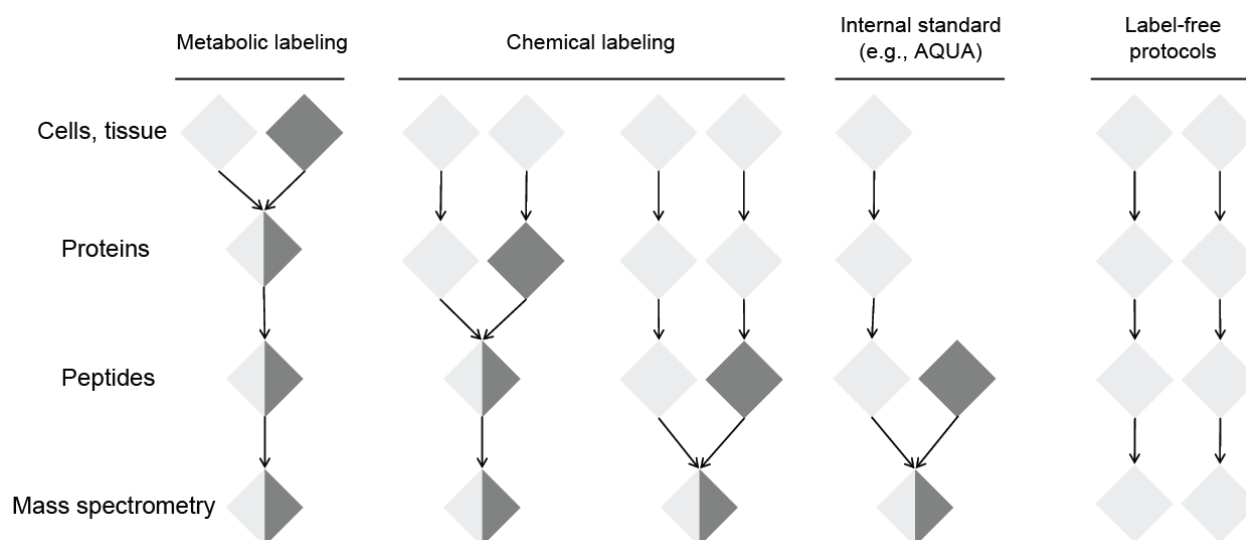 Metabolic labeling
Chemical labeling
Internal standard
(e.g., AQUA)
Label-free
protocols
Cells, tissue
Proteins
Peptides
Mass spectrometry